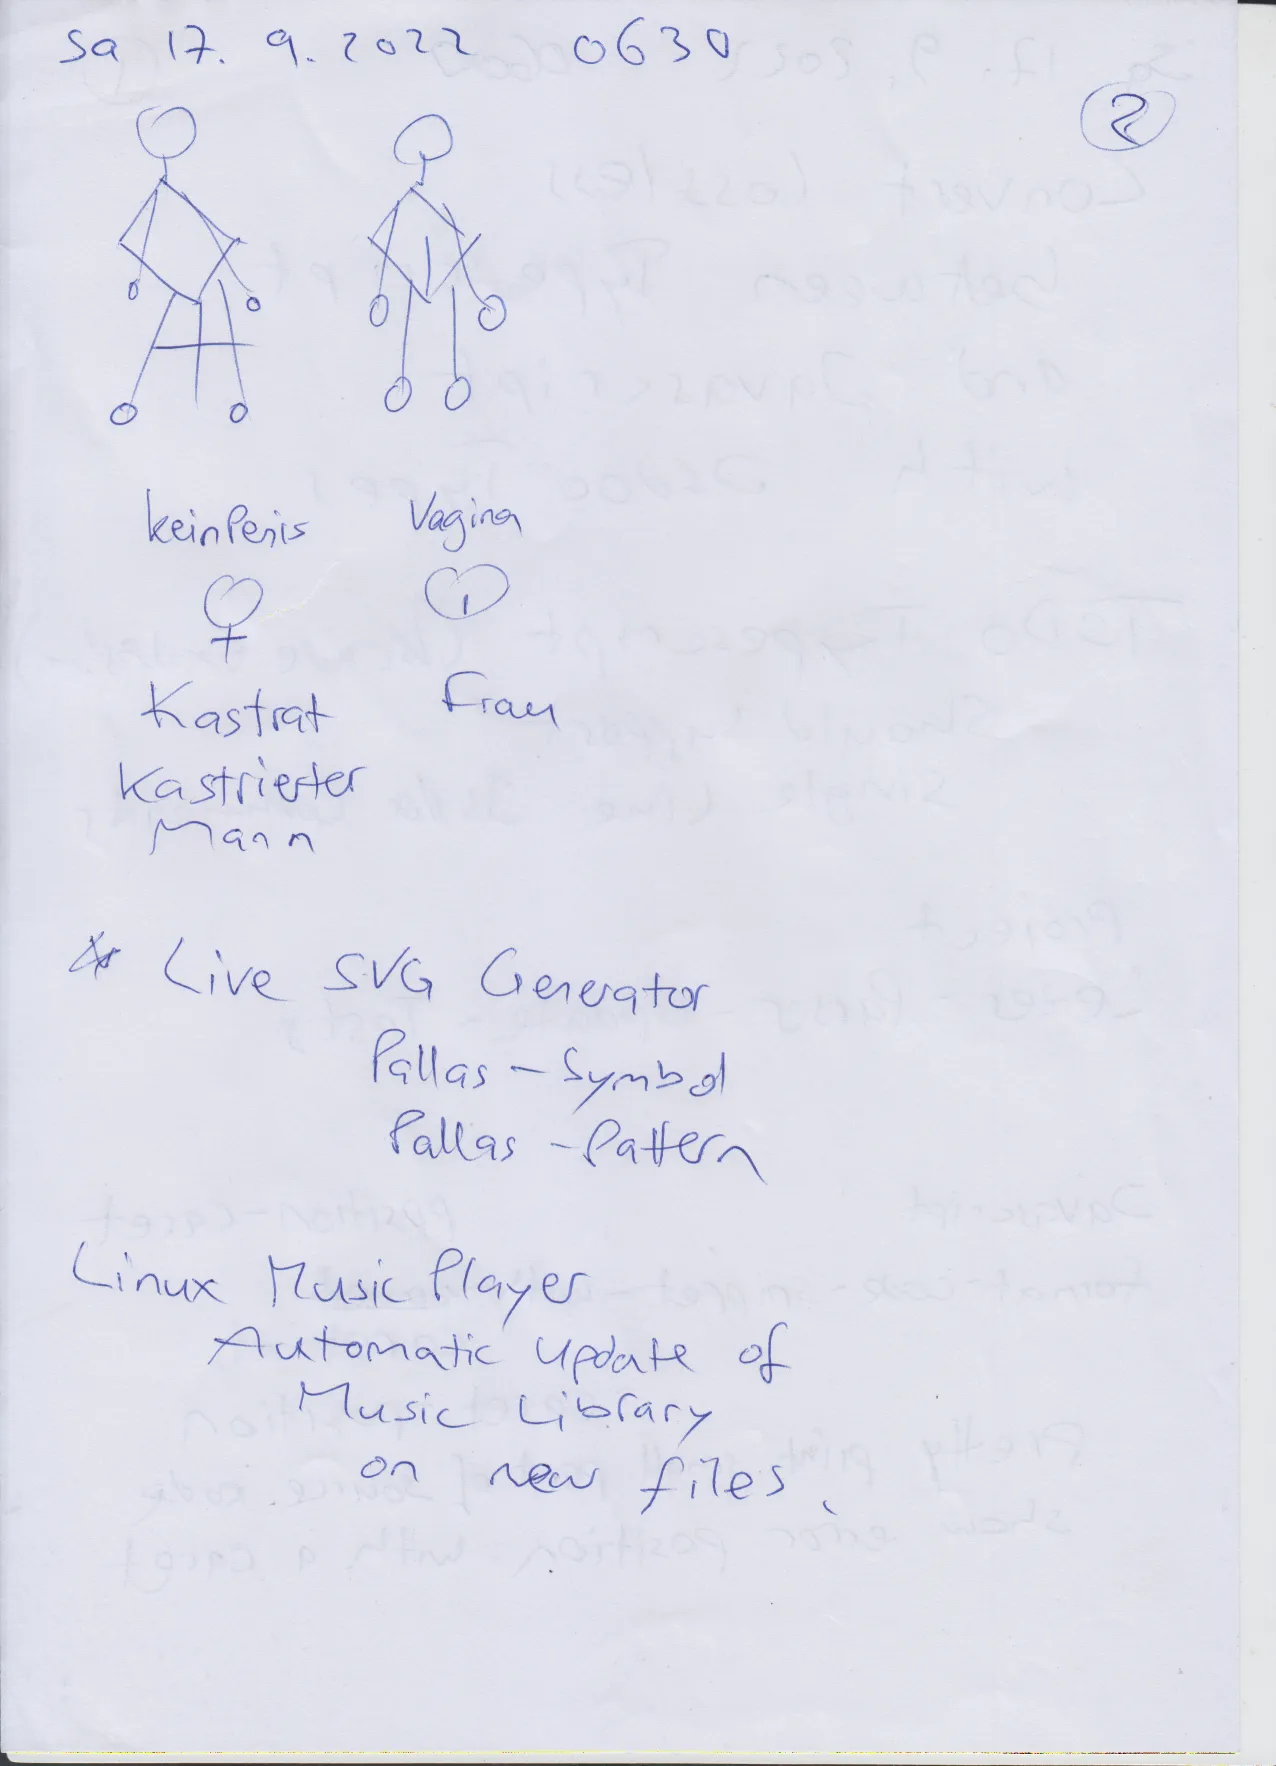 Sa 17. 9. 2022 0630
2
kein Penis Vagina
Kastrat Frau
Kastrierter
Mann
* Live SVG Generator
Pallas - Symbol
Pallas - Pattern
Linux Music Player
Automatic update of
Music Library
on new files.